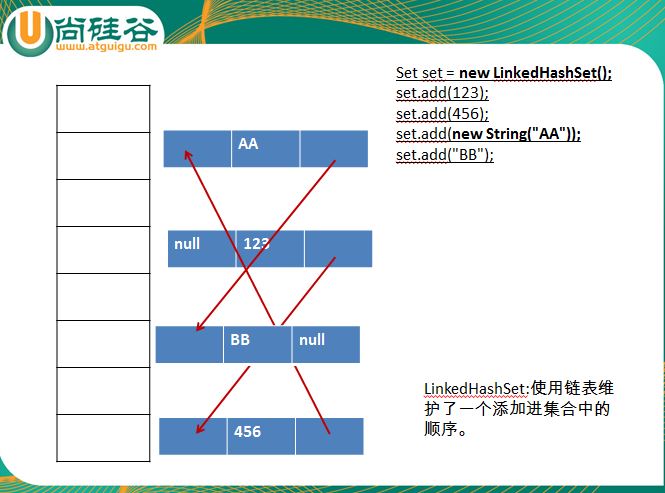 尚硅谷
www.atguigu.com
Set set = new LinkedHashSet();
set.add(123);
set.add(456);
set.add(new String("AA"));
set.add("BB");
AA
null 123
BB null
456
LinkedHashSet:使用链表维
护了一个添加进集合中的
顺序。